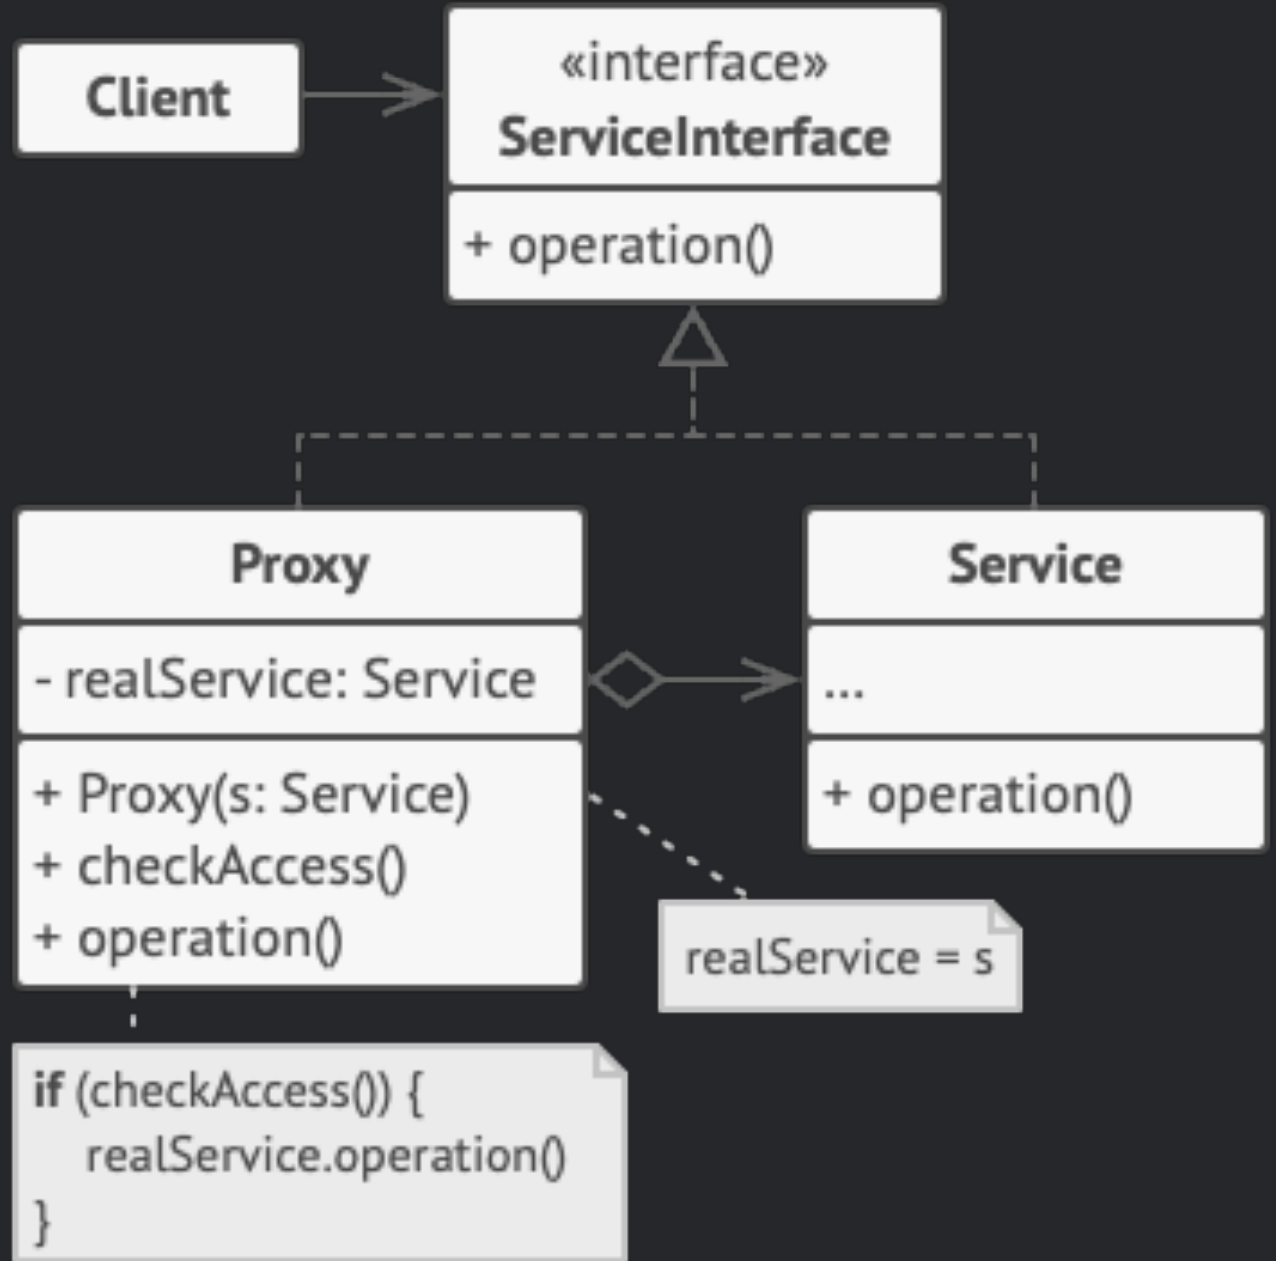 Client
«interface»
ServiceInterface
+ operation()
Proxy
- realService: Service
+ Proxy(s: Service)
+ checkAccess()
+ operation()
Service
...
+ operation()
realService = s
if (checkAccess()) {
realService.operation()
}